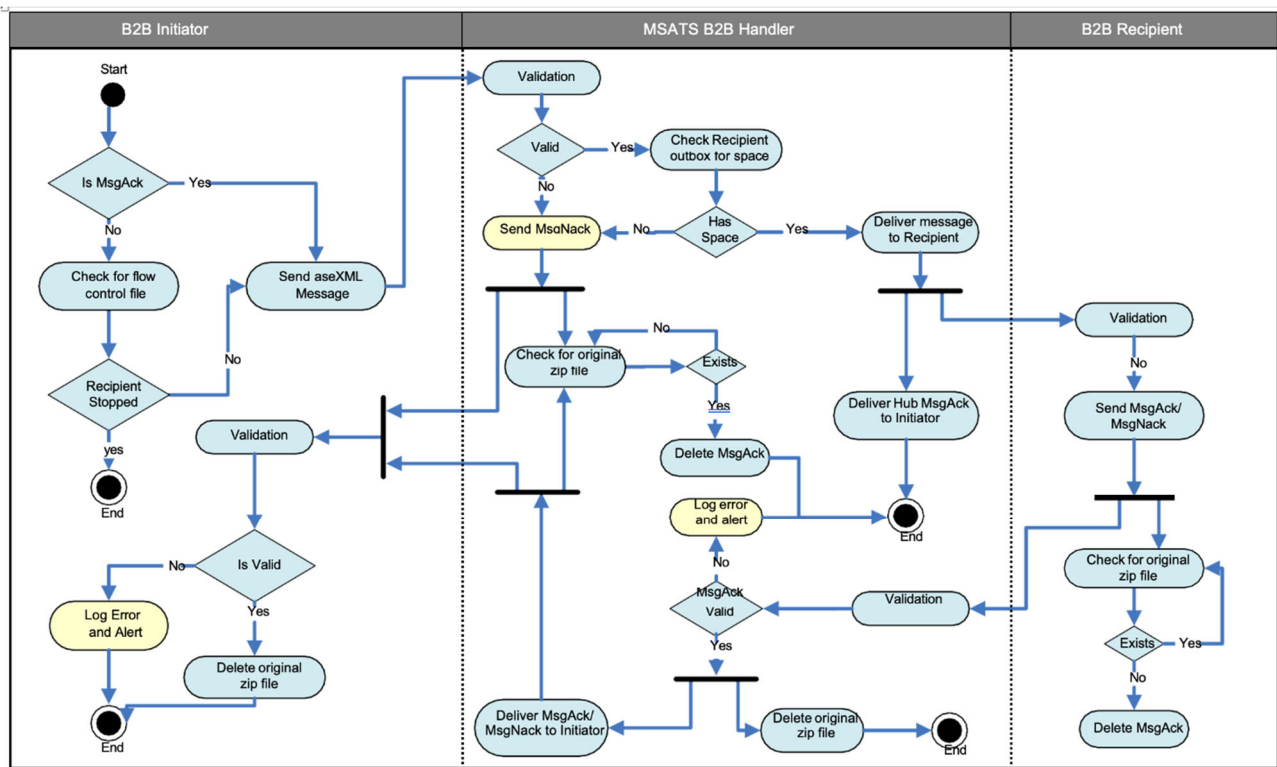 B2B Initiator
MSATS B2B Handler
B2B Recipient
Start
Is MsgAck
Yes
No
Check for flow
control file
Send aseXML
Message
Recipient
Stopped
No
yes
End
Validation
Is Valid
No
Yes
Log Error
and Alert
Delete original
zip file
End
Validation
Valid
Yes
No
Check Recipient
outbox for space
Send MsgNack
No
Has
Space
Yes
Deliver message
to Recipient
No
Check for original
zip file
Exists
Yes
Delete MsgAck
Deliver Hub MsgAck
to Initiator
Log error
and alert
End
No
MsgAck
Valid
Validation
Yes
Deliver MsgAck/
MsgNack to Initiator
Delete original
zip file
End
Validation
No
Send MsgAck/
MsgNack
Check for original
zip file
Exists
Yes
No
Delete MsgAck